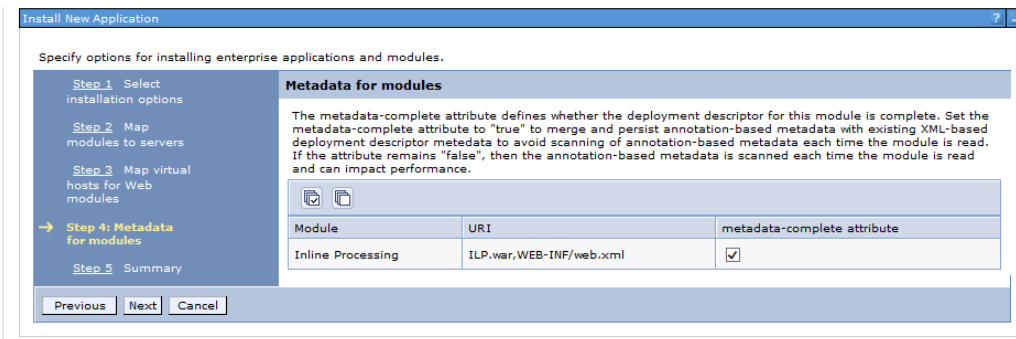 Install New Application
?
Specify options for installing enterprise applications and modules.
Step 1 Select
installation options
Step 2 Map
modules to servers
Step 3 Map virtual
hosts for Web
modules
Step 4: Metadata
for modules
Step 5 Summary
Metadata for modules
The metadata-complete attribute defines whether the deployment descriptor for this module is complete. Set the
metadata-complete attribute to "true" to merge and persist annotation-based metadata with existing XML-based
deployment descriptor metedata to avoid scanning of annotation-based metadata each time the module is read.
If the attribute remains "false", then the annotation-based metadata is scanned each time the module is read
and can impact performance.
Module URI metadata-complete attribute
Inline Processing ILP.war,WEB-INF/web.xml
Previous Next Cancel